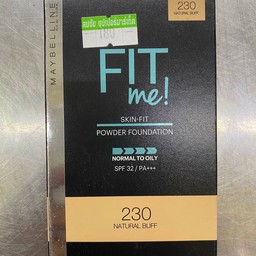 MAYBELLINE
230
NATURAL BUFF
FIT
me!
SKIN-FIT
POWDER FOUNDATION
NORMAL TO OILY
SPF 32 / PA+++
230
NATURAL BUFF